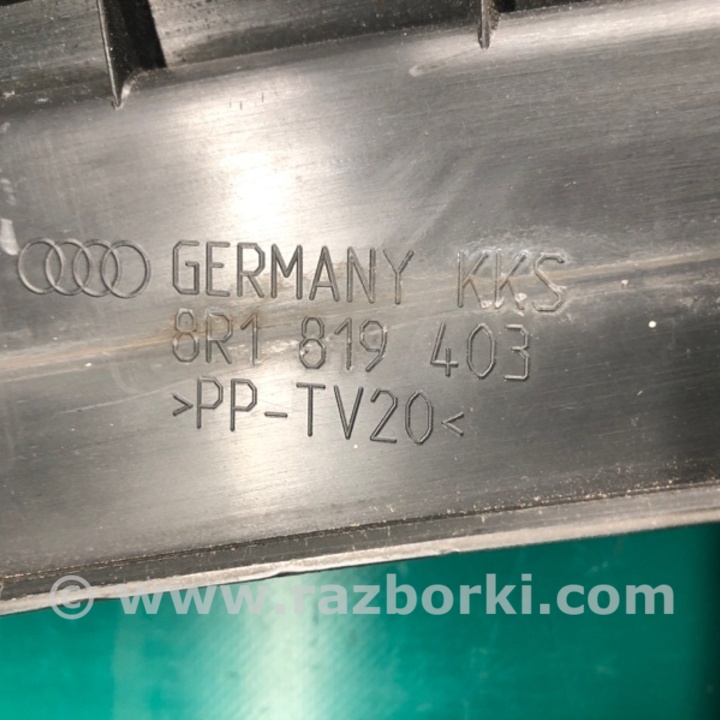 GERMANY KKS
8R1 819 403
>PP-TV20<
© www.razborki.com